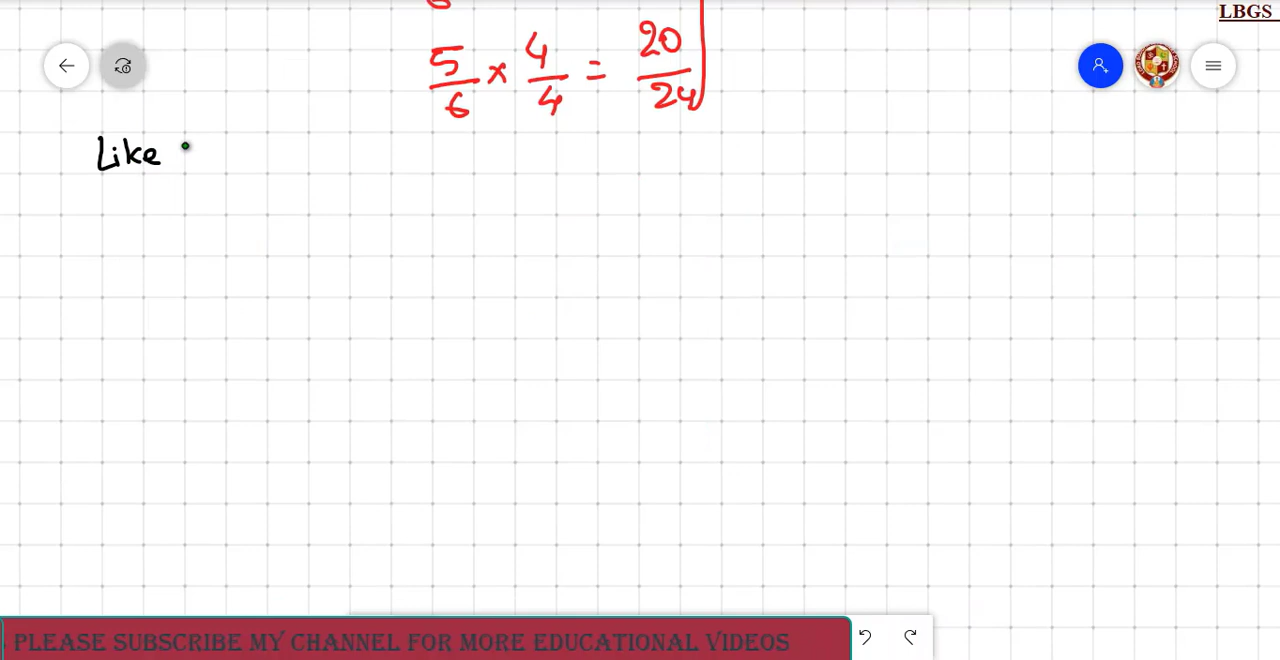 LBGS
5/6 × 4/4 = 20/24
Like
PLEASE SUBSCRIBE MY CHANNEL FOR MORE EDUCATIONAL VIDEOS